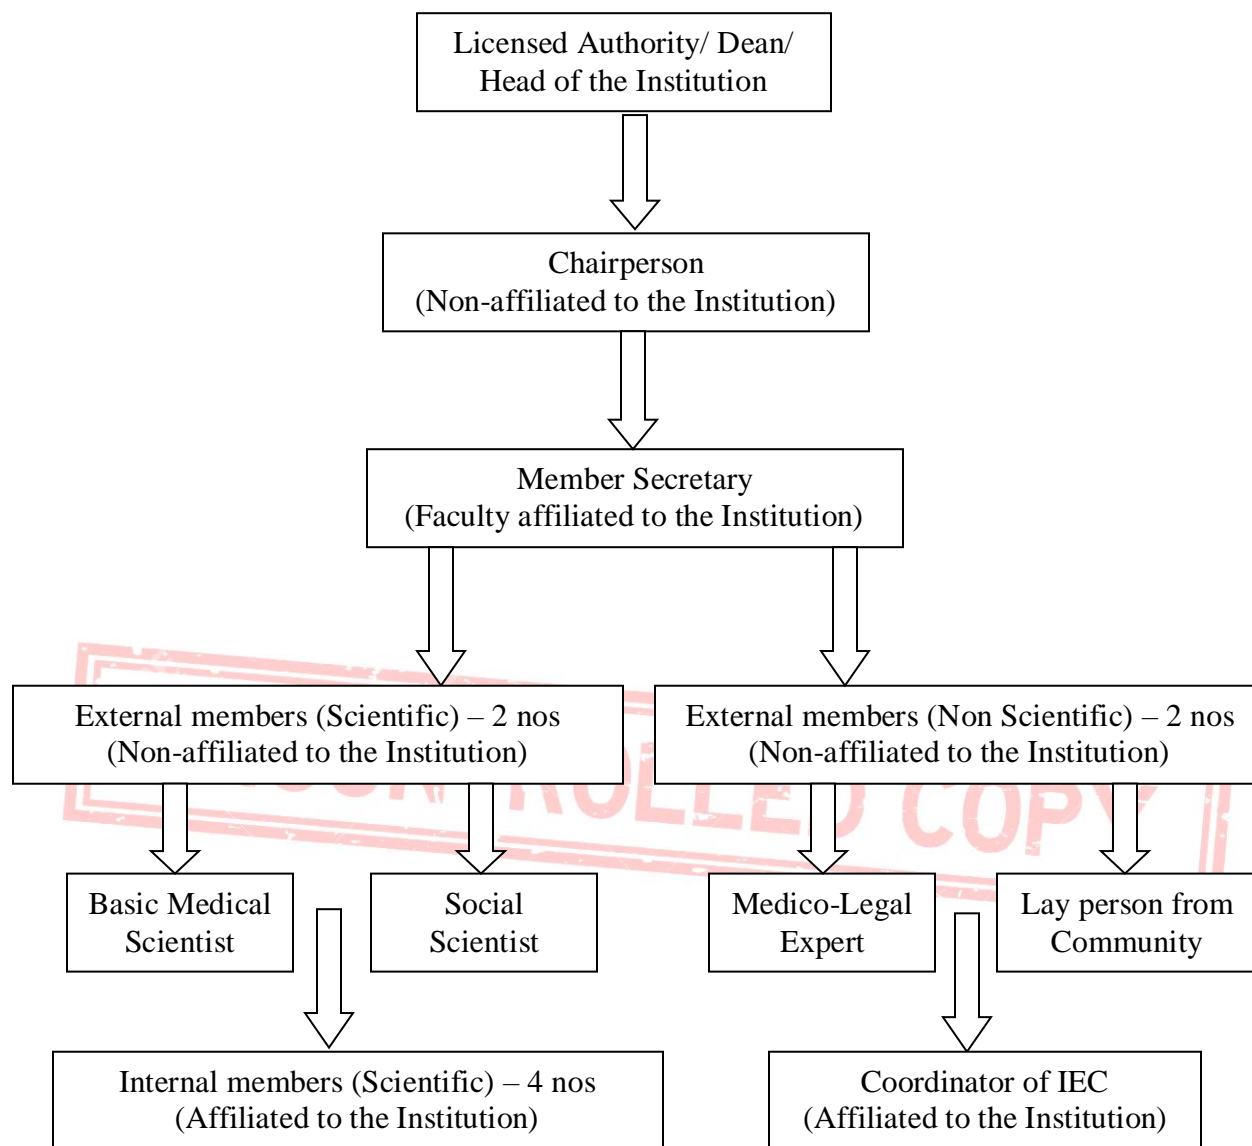 Licensed Authority/ Dean/
Head of the Institution
Chairperson
(Non-affiliated to the Institution)
Member Secretary
(Faculty affiliated to the Institution)
External members (Scientific) – 2 nos
(Non-affiliated to the Institution)
External members (Non Scientific) – 2 nos
(Non-affiliated to the Institution)
ROLLED COPY
Basic Medical
Scientist
Social
Scientist
Medico-Legal
Expert
Lay person from
Community
Internal members (Scientific) – 4 nos
(Affiliated to the Institution)
Coordinator of IEC
(Affiliated to the Institution)